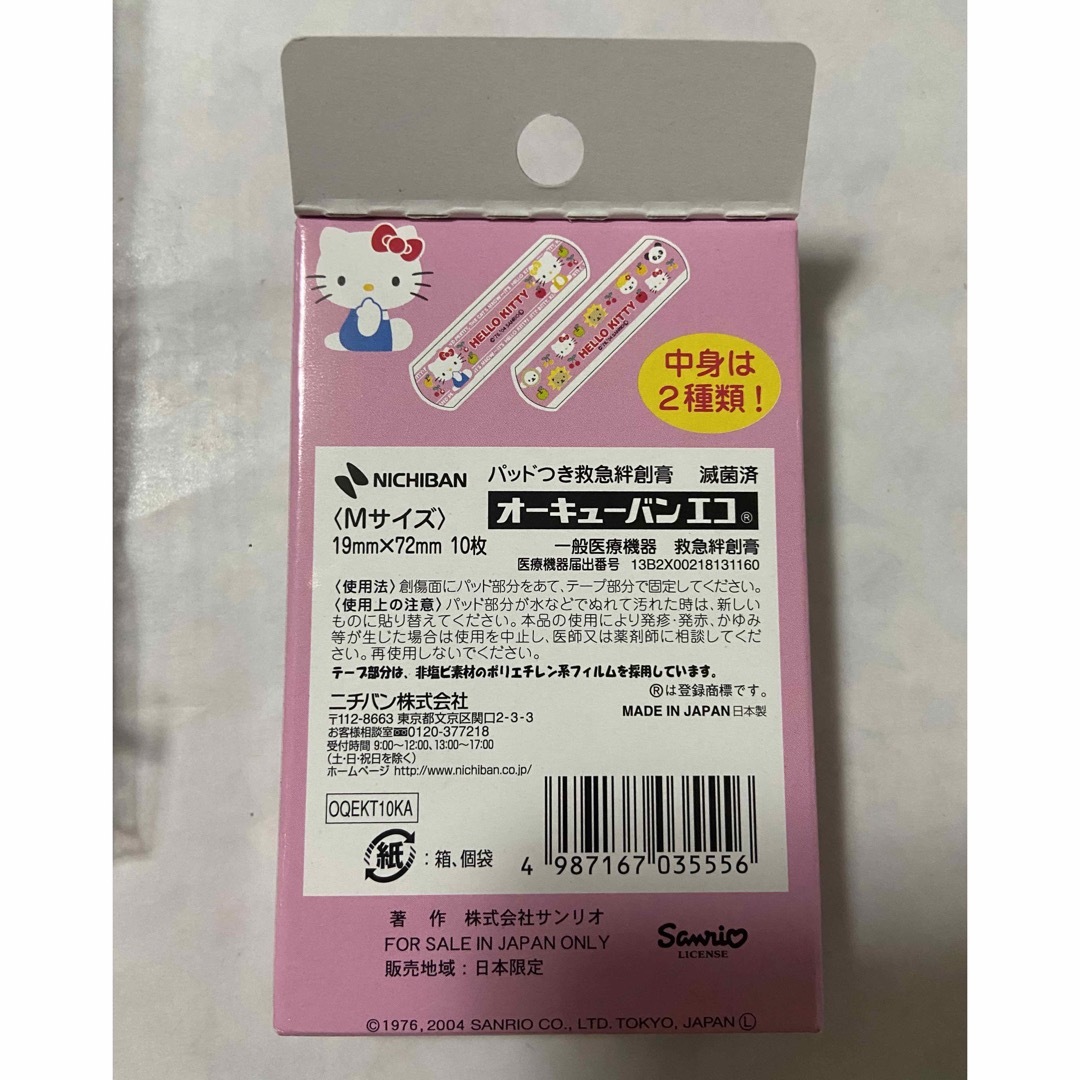 HELLO KITTY
HELLO KITTY
中身は
2種類！
NICHIBAN
パッドつき救急絆創膏 滅菌済
〈Mサイズ〉
オーキューバンエコ®
19mm×72mm 10枚
一般医療機器 救急絆創膏
医療機器届出番号 13B2X00218131160
〈使用法〉創傷面にパッド部分をあて、テープ部分で固定してください。
〈使用上の注意〉パッド部分が水などでぬれて汚れた時は、新しい
ものに貼り替えてください。本品の使用により発疹・発赤、かゆみ
等が生じた場合は使用を中止し、医師又は薬剤師に相談してくだ
さい。再使用しないでください。
テープ部分は、非塩ビ素材のポリエチレン系フィルムを採用しています。
®は登録商標です。
ニチバン株式会社
MADE IN JAPAN 日本製
〒112-8663 東京都文京区関口2-3-3
お客様相談室 0120-377218
受付時間 9:00〜12:00、13:00〜17:00
(土・日・祝日を除く)
ホームページ http://www.nichiban.co.jp/
OQEKT10KA
紙：箱、個袋
4 987167 035556
著 作 株式会社サンリオ
FOR SALE IN JAPAN ONLY
販売地域：日本限定
Sanrio
LICENSE
©1976, 2004 SANRIO CO., LTD. TOKYO, JAPAN Ⓛ